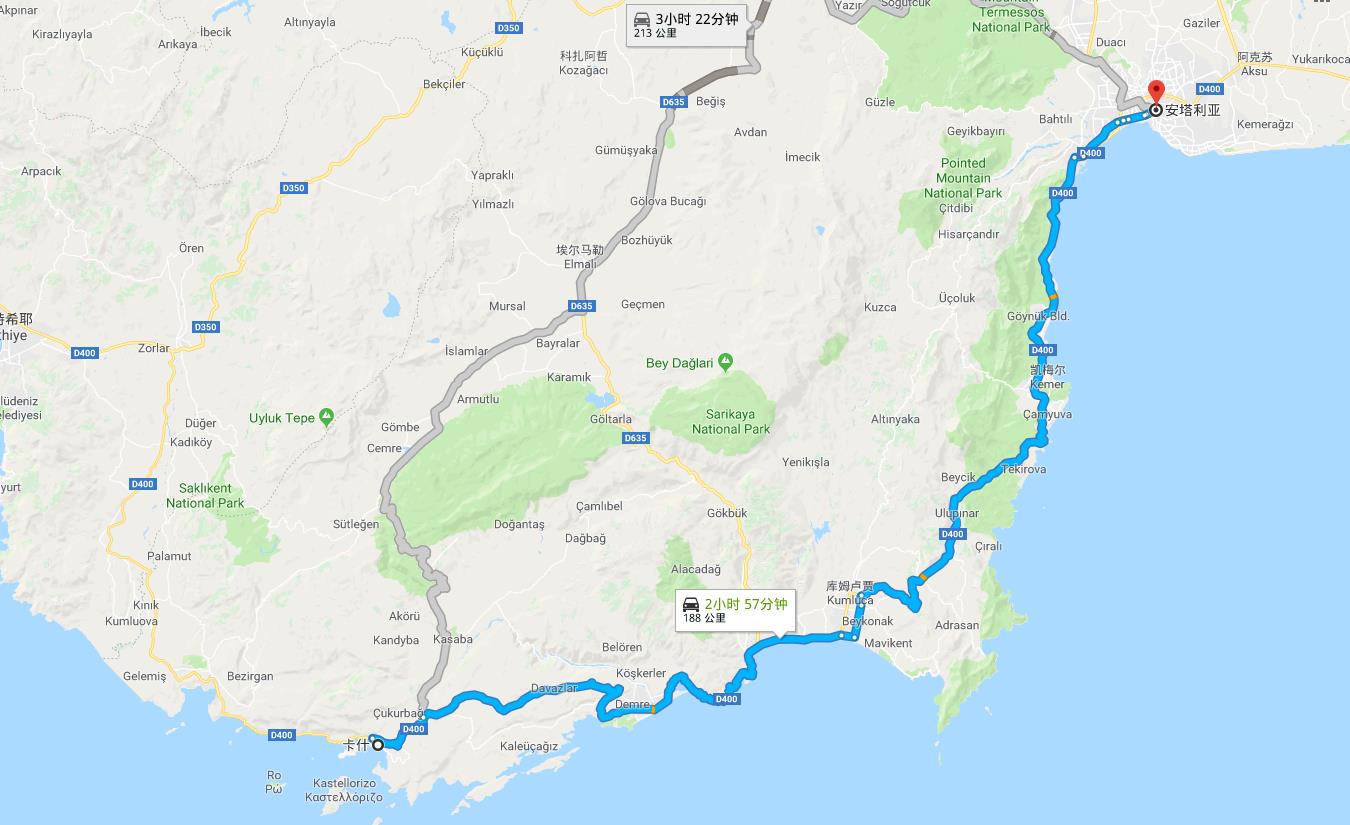 Akpınar
Kirazlıyayla
Arıkaya
İbecik
Altınyayla
D350
Küçüklü
Bekçiler
科扎阿哲
Kozağacı
3小时 22分钟
213 公里
Yazır
Söğütcük
Mountain
Termessos
National Park
Duacı
Gaziler
阿克苏
Aksu
Yukarıkoca
D400
安塔利亚
Kemerağzı
Bahtılı
D635
Beğiş
Avdan
Güzle
Geyikbayırı
D400
Gümüşyaka
İmecik
Arpacık
D350
Yapraklı
Yılmazlı
Gölova Bucağı
Pointed
Mountain
National Park
Çitdibi
D400
Hisarçandır
Ören
埃尔马勒
Elmalı
Bozhüyük
Mursal
D635
Geçmen
Kuzca
Üçoluk
Göynük Bld.
特希耶
thiye
D350
D400
Zorlar
İslamlar
Bayralar
D400
Bey Dağlari
Karamık
凯梅尔
Kemer
Armutlu
lüdeniz
elediyesi
Düğer
Uyluk Tepe
Gömbe
Göltarla
Sarikaya
National Park
Altınyaka
Çamyuva
Kadıköy
Cemre
D635
Yenikışla
Tekirova
Beycik
yurt
D400
Saklıkent
National Park
Çamlıbel
Gökbük
Ulupınar
Sütleğen
Doğantaş
Dağbağ
D400
Çıralı
Palamut
Alacadağ
库姆卢贾
Kumluca
2小时 57分钟
188 公里
Kınık
Kumluova
Akörü
Beykonak
Adrasan
Kandyba
Kasaba
Mavikent
Belören
Gelemiş
Bezirgan
Köşkerler
Davazlar
Demre
D400
Çukurbağ
D400
D400
卡什
Kaleüçağız
Ro
Ρω
Kastellorizo
Καστελλόριζο